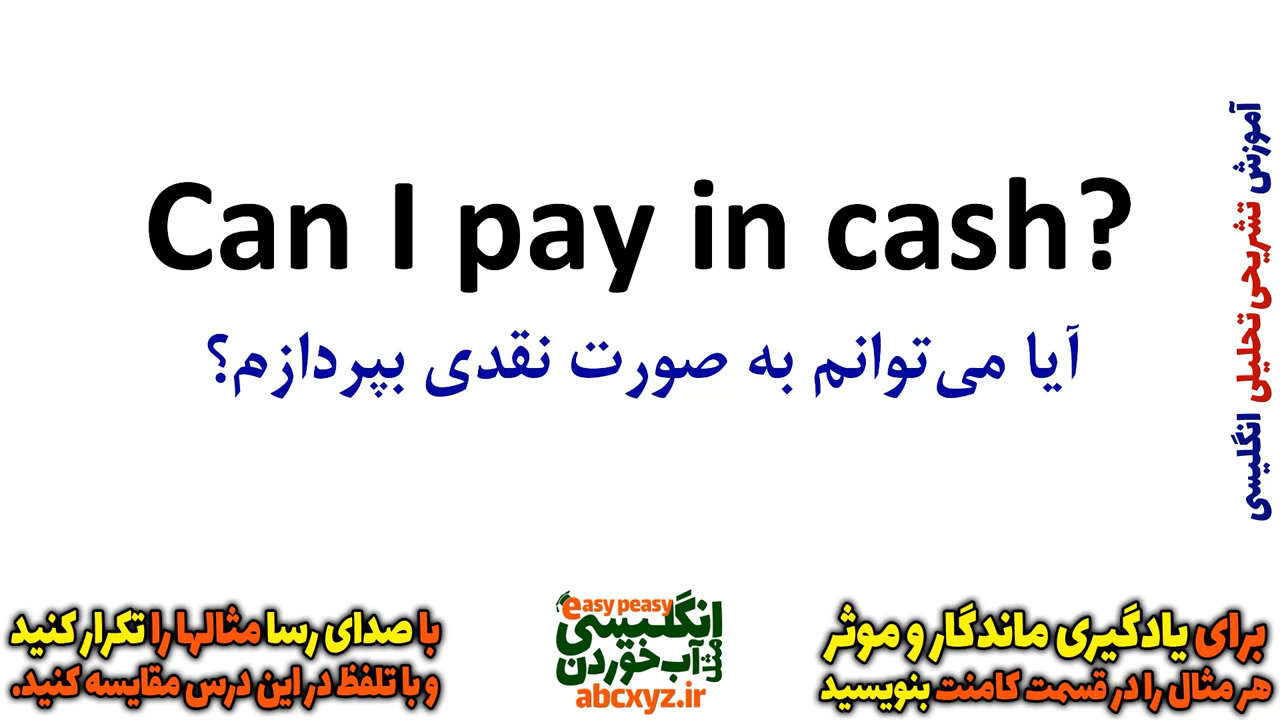 Can I pay in cash?
آیا می‌توانم به صورت نقدی بپردازم؟
آموزش تشریحی تحلیلی انگلیسی
برای یادگیری ماندگار و موثر
هر مثال را در قسمت کامنت بنویسید
easy peasy
انگلیسی
مثل آب خوردن
abcxyz.ir
با صدای رسا مثالها را تکرار کنید
و با تلفظ در این درس مقایسه کنید.